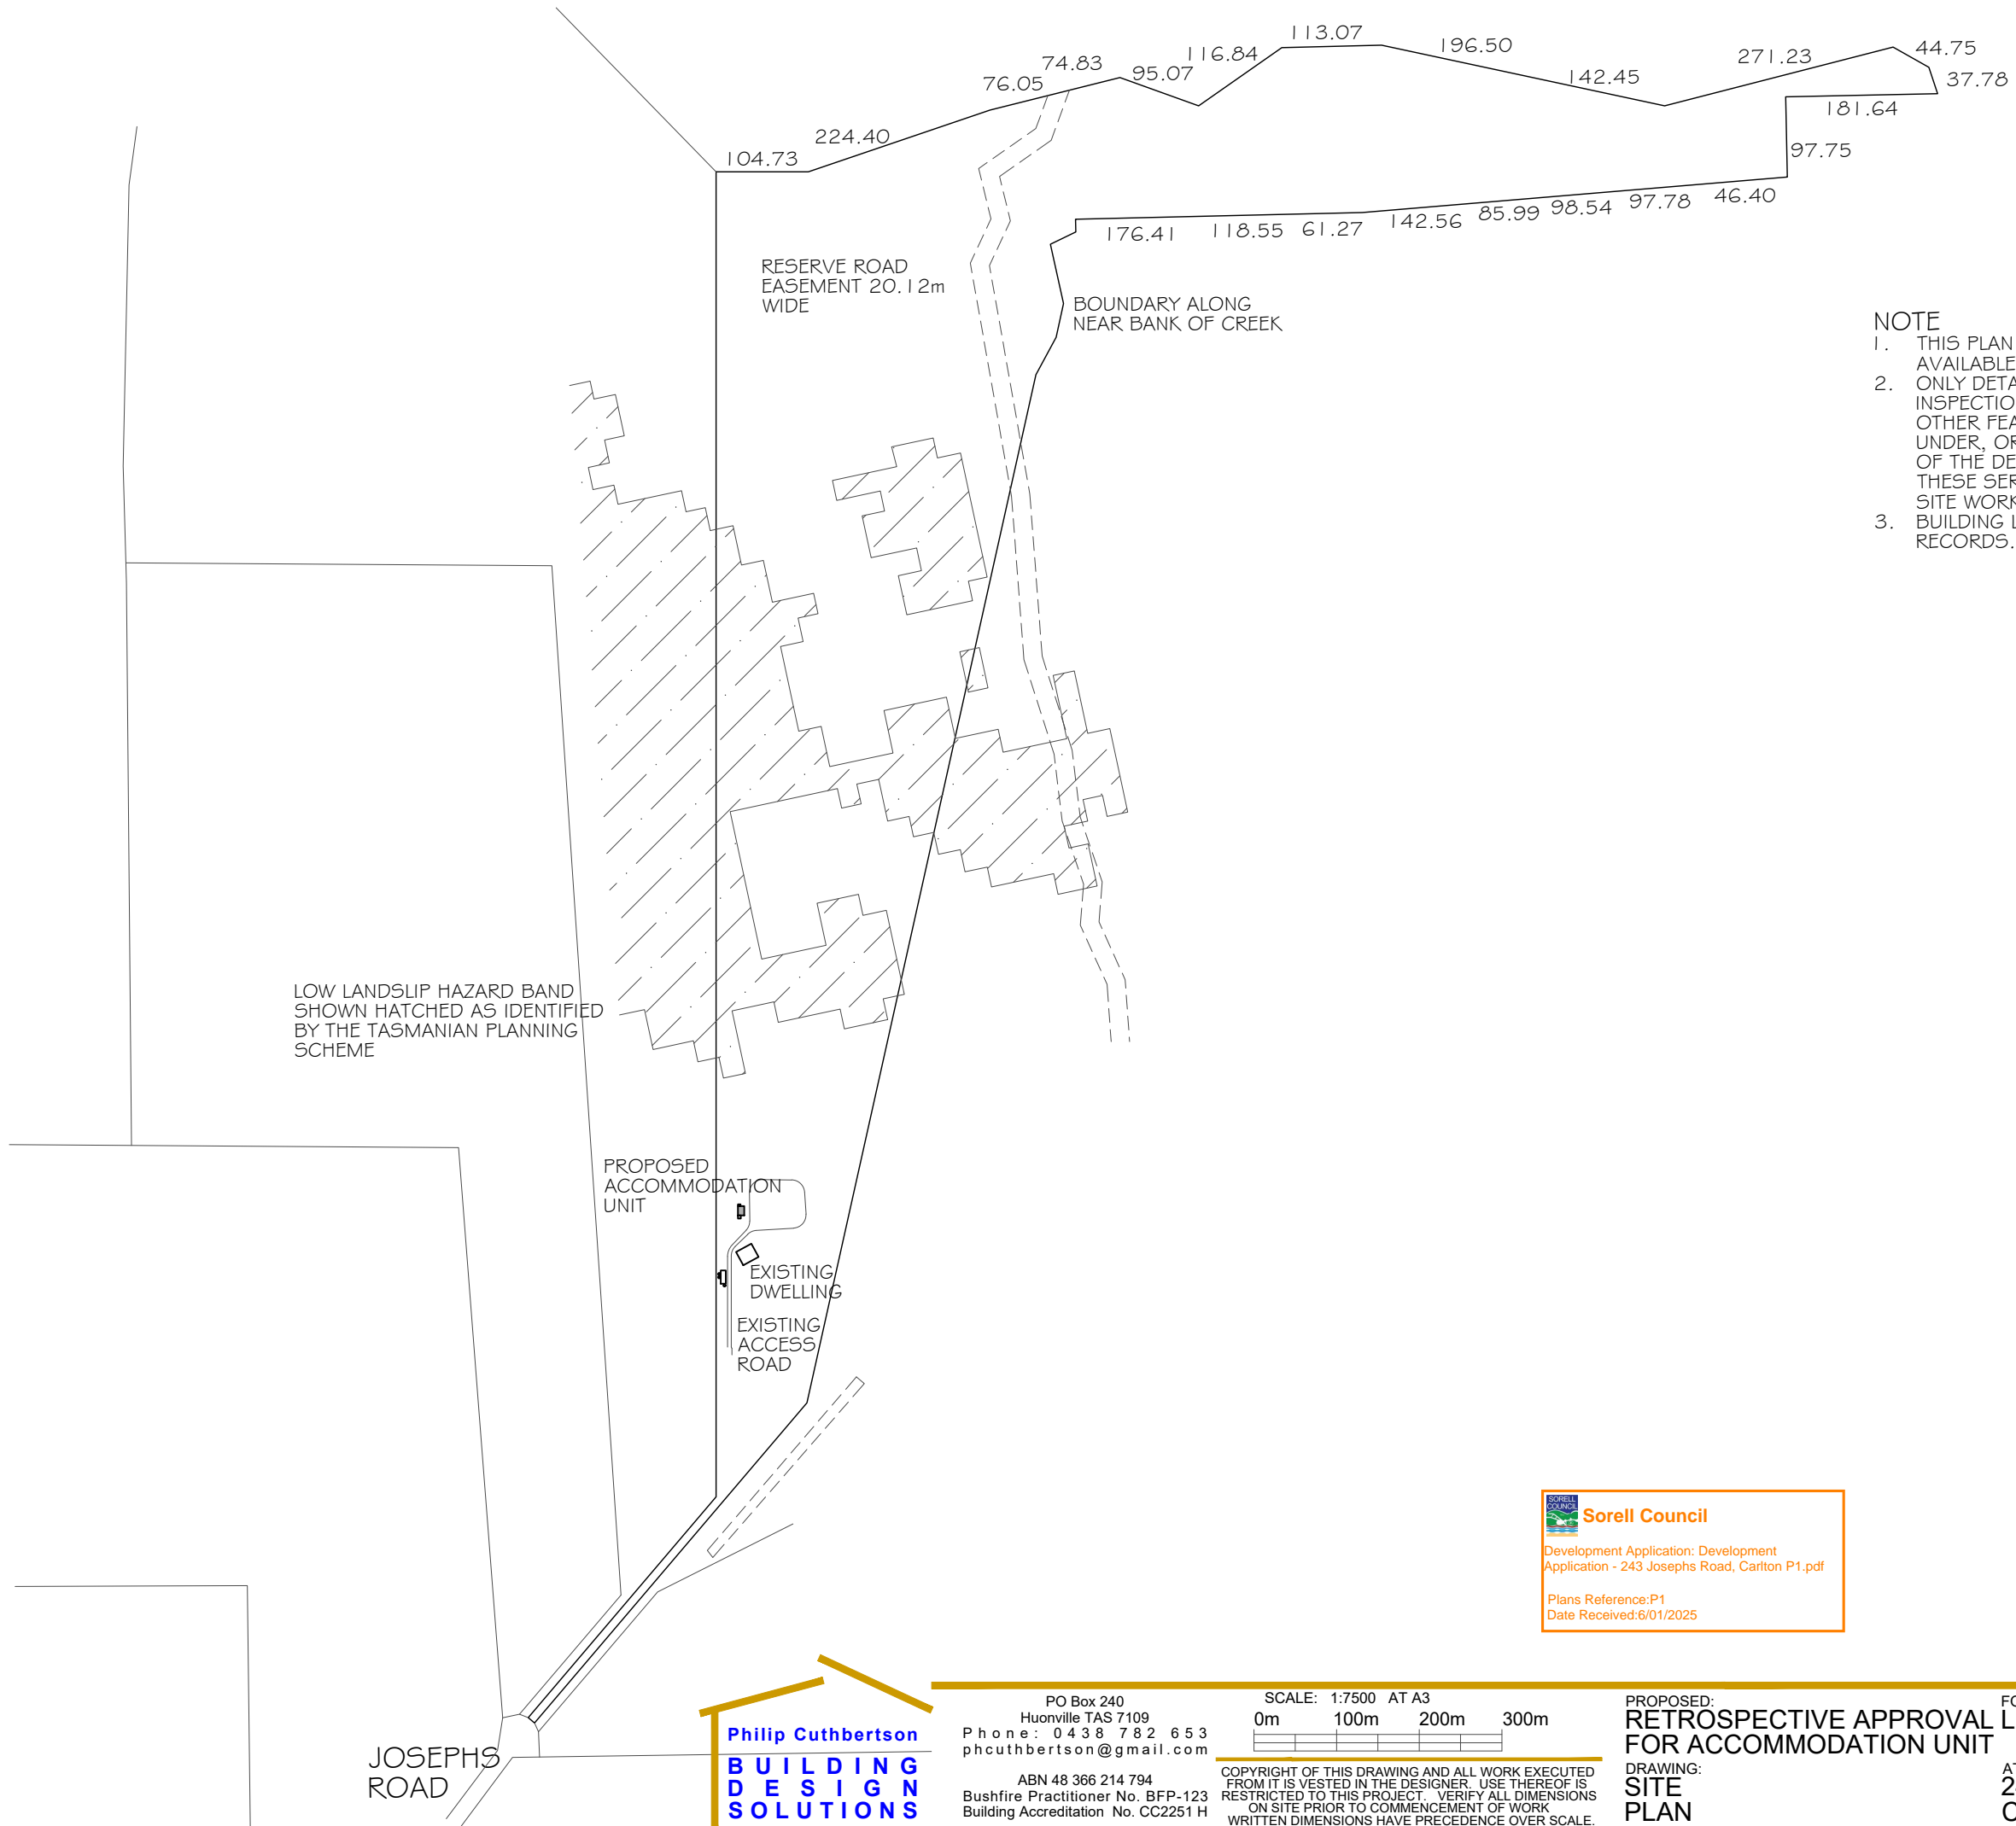 113.07
116.84
196.50
74.83
95.07
142.45
271.23
44.75
37.78
76.05
181.64
224.40
104.73
97.75
176.41
118.55
61.27
142.56
85.99
98.54
97.78
46.40
RESERVE ROAD
EASEMENT 20.12m
WIDE
BOUNDARY ALONG
NEAR BANK OF CREEK
NOTE
1. THIS PLAN
AVAILABLE
2. ONLY
UNDER,
OF THE
THESE
SITE
3. BUILDING
RECORDS.
LOW LANDSLIP HAZARD BAND
SHOWN HATCHED AS IDENTIFIED
BY THE TASMANIAN PLANNING
SCHEME
PROPOSED
ACCOMMODATION
UNIT
EXISTING
DWELLING
EXISTING
ACCESS
ROAD
JOSEPHS
ROAD
SORELL
COUNCIL
Sorell Council
Development Application: Development
Application - 243 Josephs Road, Carlton P1.pdf
Plans Reference:P1
Date Received:6/01/2025
Philip Cuthbertson
BUILDING
DESIGN
SOLUTIONS
PO Box 240
Huonville TAS 7109
Phone: 0438 782 653
phcuthbertson@gmail.com
ABN 48 366 214 794
Bushfire Practitioner No. BFP-123
Building Accreditation No. CC2251 H
SCALE: 1:7500 AT A3
0m 100m 200m 300m
COPYRIGHT OF THIS DRAWING AND ALL WORK EXECUTED
FROM IT IS VESTED IN THE DESIGNER. USE THEREOF IS
RESTRICTED TO THIS PROJECT. VERIFY ALL DIMENSIONS
ON SITE PRIOR TO COMMENCEMENT OF WORK
WRITTEN DIMENSIONS HAVE PRECEDENCE OVER SCALE.
PROPOSED:
RETROSPECTIVE APPROVAL
FOR ACCOMMODATION UNIT
DRAWING:
SITE
PLAN